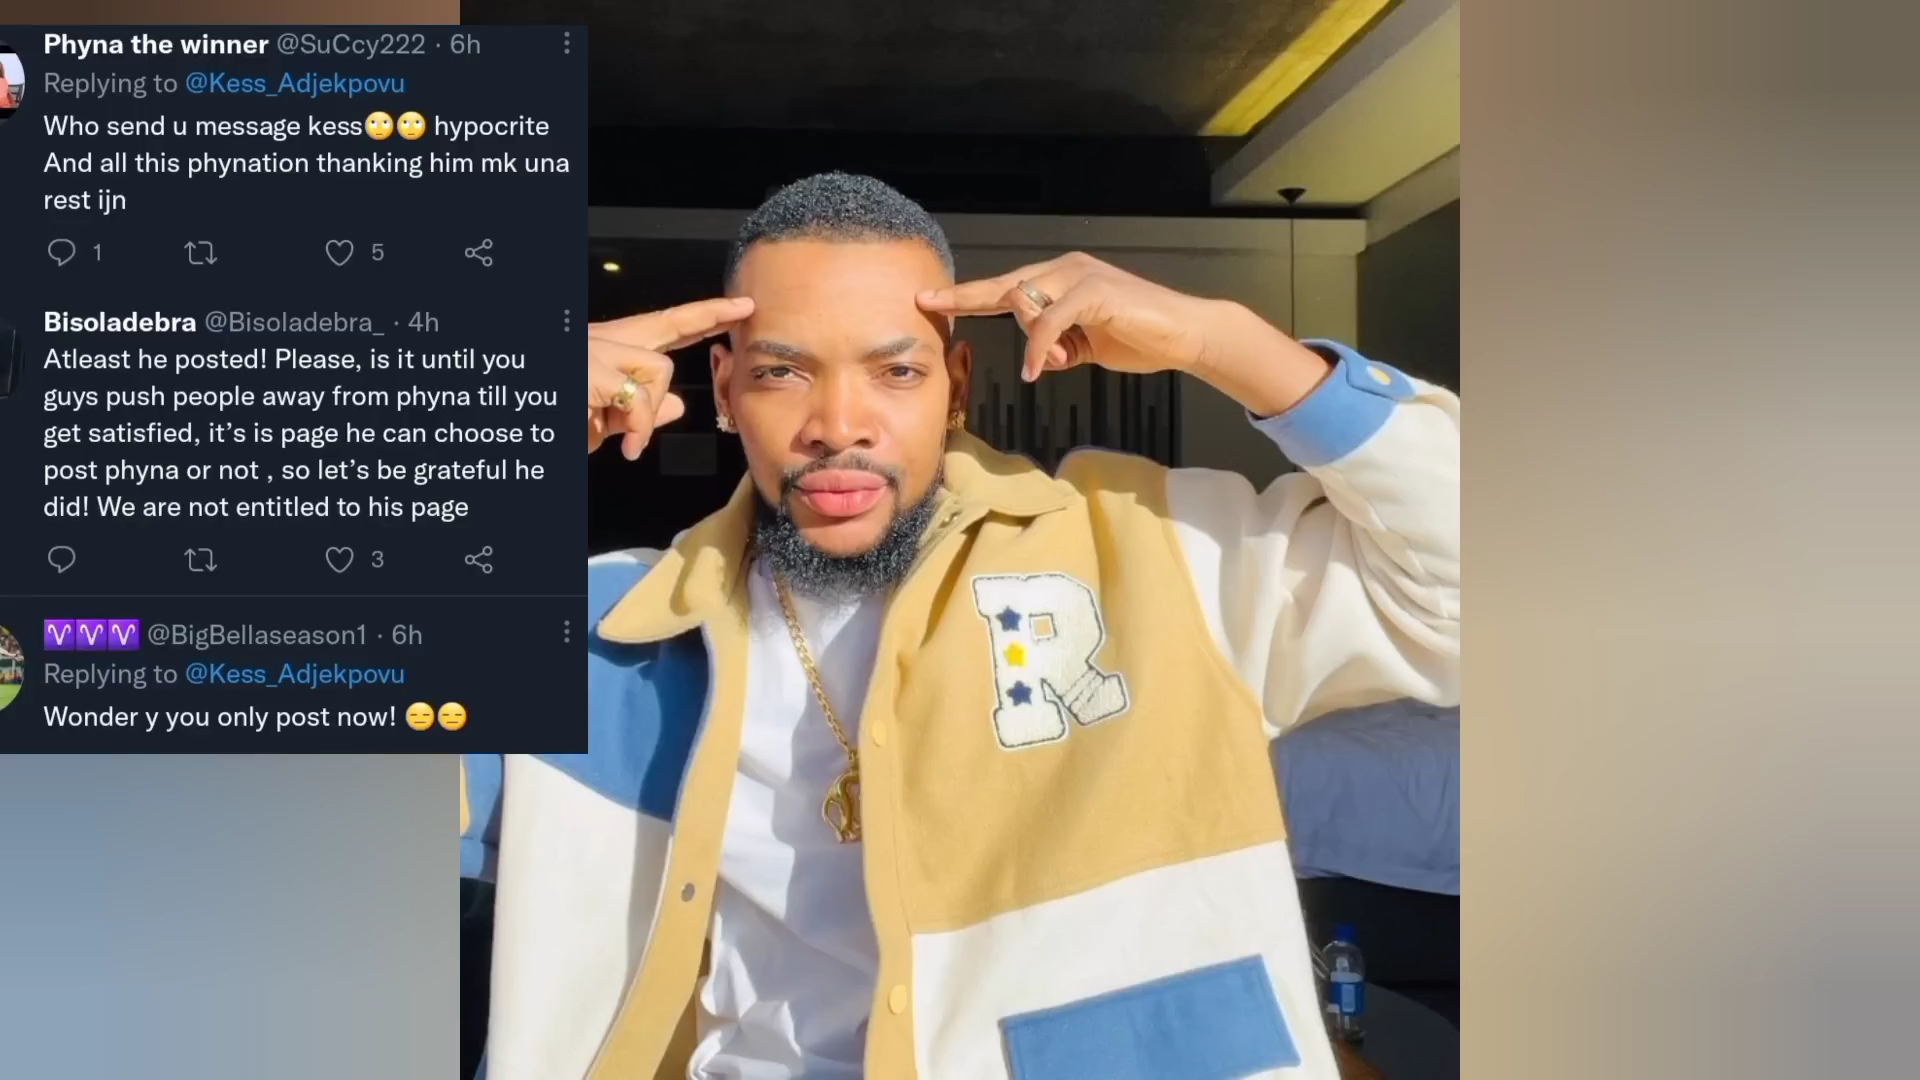 Phyna the winner @SuCcy222 · 6h
Replying to @Kess_Adjekpovu
Who send u message kess🙄🙄 hypocrite
And all this phynation thanking him mk una
rest ijn
1
5
Bisoladebra @Bisoladebra_ · 4h
Atleast he posted! Please, is it until you
guys push people away from phyna till you
get satisfied, it’s is page he can choose to
post phyna or not , so let’s be grateful he
did! We are not entitled to his page
3
♈♈♈ @BigBellaseason1 · 6h
Replying to @Kess_Adjekpovu
Wonder y you only post now! 😑😑
R